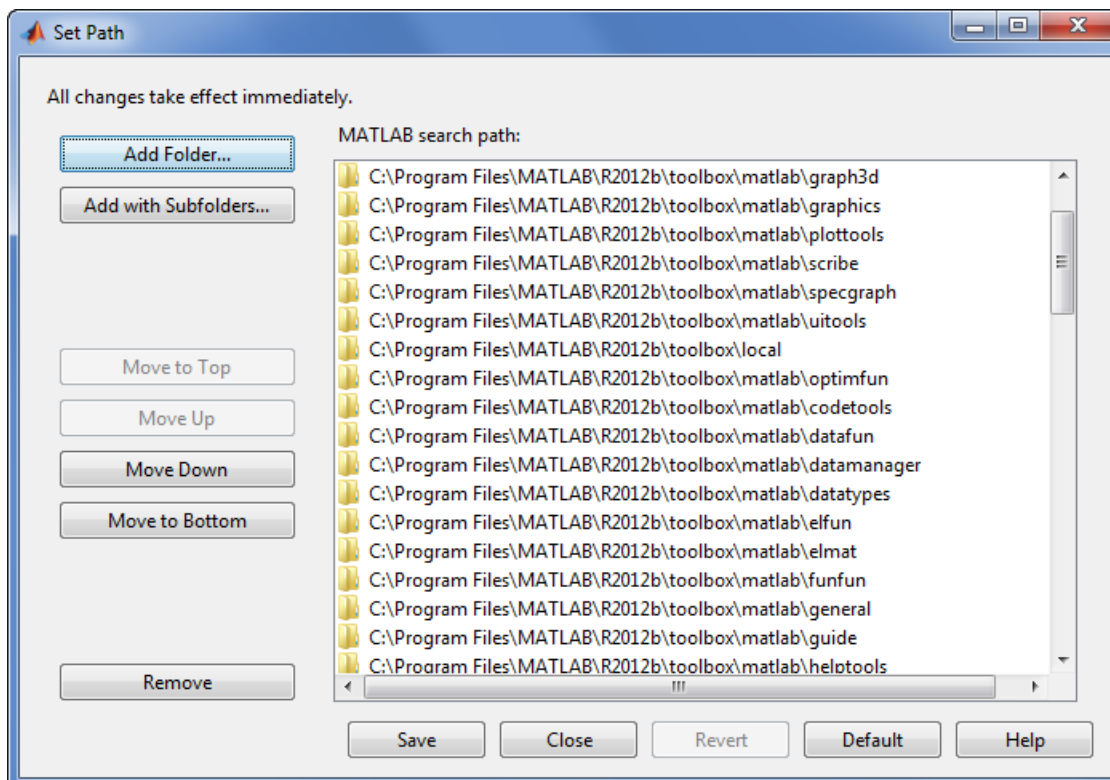 Set Path
All changes take effect immediately.
Add Folder...
Add with Subfolders...
Move to Top
Move Up
Move Down
Move to Bottom
Remove
MATLAB search path:
C:\Program Files\MATLAB\R2012b\toolbox\matlab\graph3d
C:\Program Files\MATLAB\R2012b\toolbox\matlab\graphics
C:\Program Files\MATLAB\R2012b\toolbox\matlab\plottools
C:\Program Files\MATLAB\R2012b\toolbox\matlab\scribe
C:\Program Files\MATLAB\R2012b\toolbox\matlab\specgraph
C:\Program Files\MATLAB\R2012b\toolbox\matlab\uitools
C:\Program Files\MATLAB\R2012b\toolbox\local
C:\Program Files\MATLAB\R2012b\toolbox\matlab\optimfun
C:\Program Files\MATLAB\R2012b\toolbox\matlab\codetools
C:\Program Files\MATLAB\R2012b\toolbox\matlab\datafun
C:\Program Files\MATLAB\R2012b\toolbox\matlab\datamanager
C:\Program Files\MATLAB\R2012b\toolbox\matlab\datatypes
C:\Program Files\MATLAB\R2012b\toolbox\matlab\elfun
C:\Program Files\MATLAB\R2012b\toolbox\matlab\elmat
C:\Program Files\MATLAB\R2012b\toolbox\matlab\funfun
C:\Program Files\MATLAB\R2012b\toolbox\matlab\general
C:\Program Files\MATLAB\R2012b\toolbox\matlab\guide
C:\Program Files\MATLAB\R2012b\toolbox\matlab\helptools
Save Close Revert Default Help